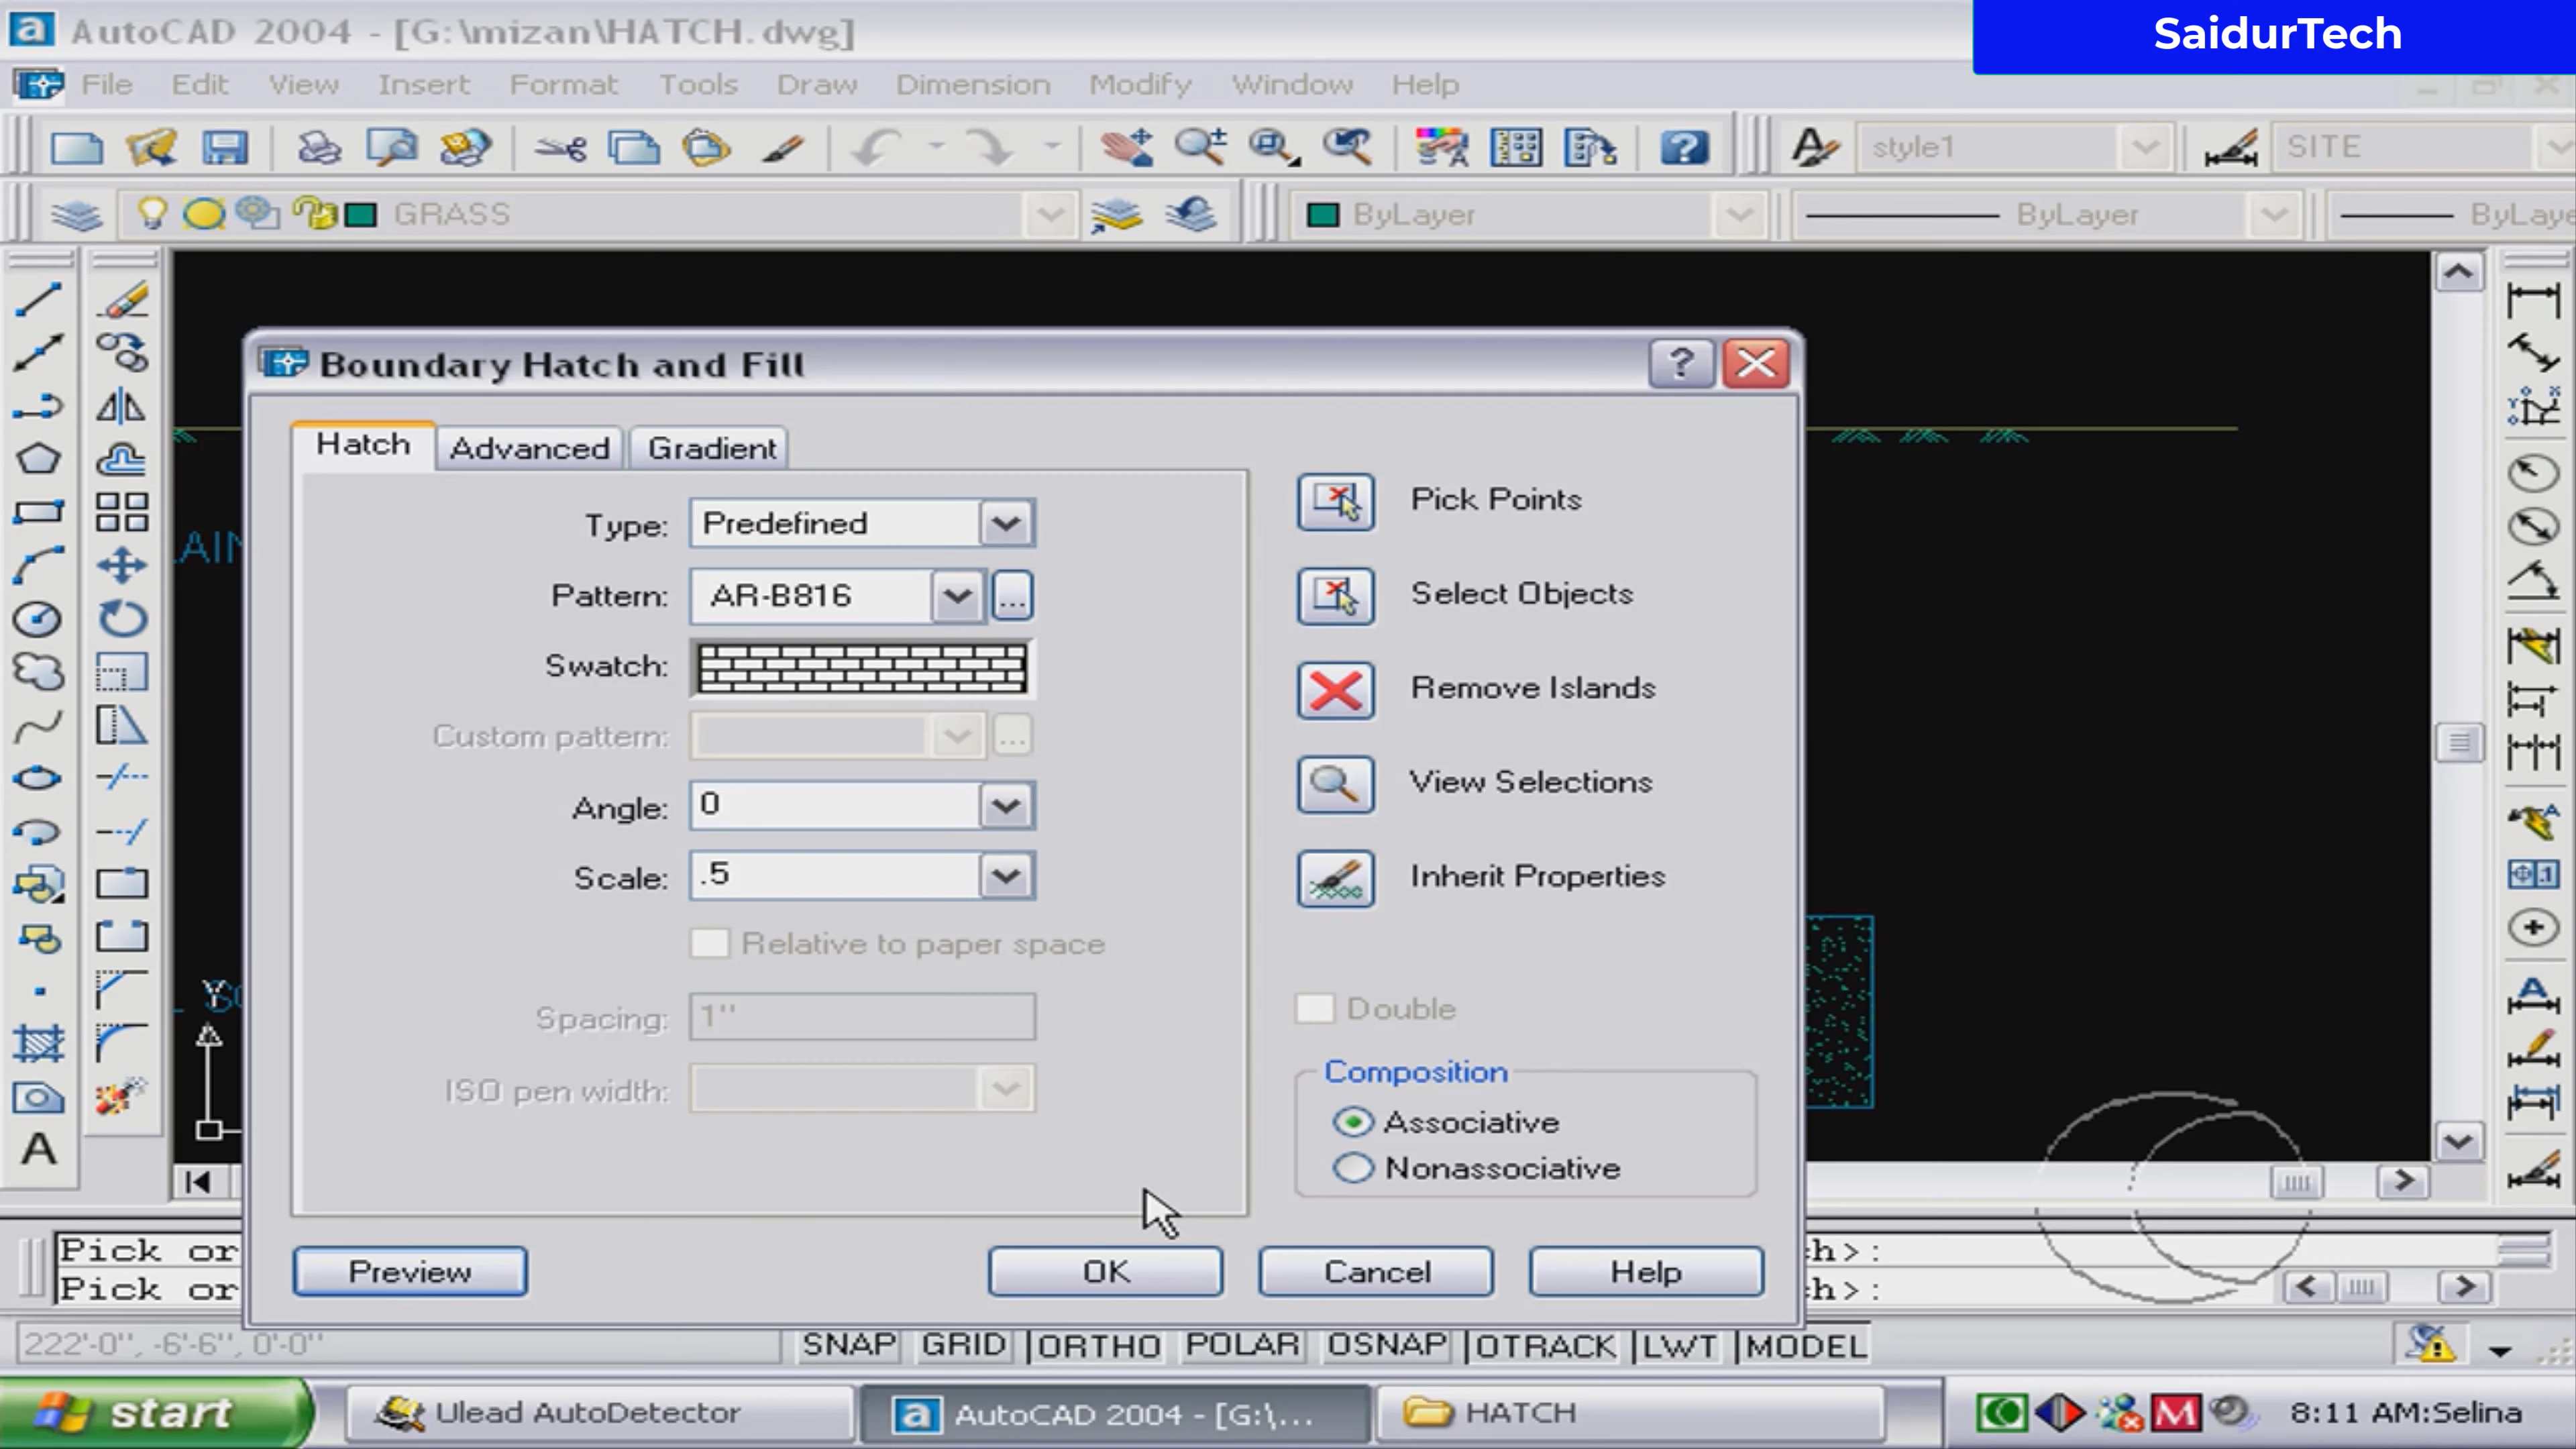 AutoCAD 2004 - [G:\mizan\HATCH.dwg]
SaidurTech
File Edit View Insert Format Tools Draw Dimension Modify Window Help
style1
SITE
GRASS
ByLayer
ByLayer
Boundary Hatch and Fill
Hatch Advanced Gradient
Type: Predefined
Pattern: AR-B816 ...
Swatch:
Custom pattern: ...
Angle: 0
Scale: .5
Relative to paper space
Spacing: 1"
ISO pen width:
Pick Points
Select Objects
Remove Islands
View Selections
Inherit Properties
Double
Composition
Associative
Nonassociative
Preview OK Cancel Help
Y
Pick or
h>:
Pick or
h>:
222'-0", -6'-6", 0'-0"
SNAP GRID ORTHO POLAR OSNAP OTRACK LWT MODEL
start
Ulead AutoDetector
AutoCAD 2004 - [G:\...
HATCH
8:11 AM:Selina